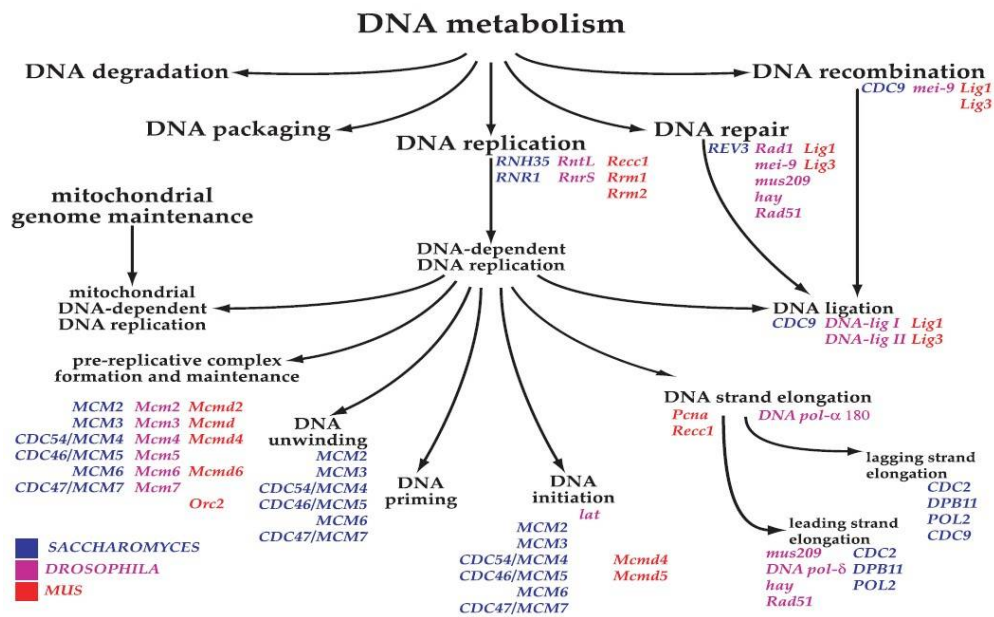 DNA metabolism
DNA degradation
DNA recombination
CDC9 mei-9 Lig1
Lig3
DNA packaging
DNA replication
RNH35 RntL Recc1
RNR1 RnrS Rrm1
Rrm2
DNA repair
REV3 Rad1 Lig1
mei-9 Lig3
mus209
hay
Rad51
mitochondrial
genome maintenance
DNA-dependent
DNA replication
mitochondrial
DNA-dependent
DNA replication
DNA ligation
CDC9 DNA-lig I Lig1
DNA-lig II Lig3
pre-replicative complex
formation and maintenance
MCM2 Mcm2 Mcmd2
MCM3 Mcm3 Mcmd
CDC54/MCM4 Mcm4 Mcmd4
CDC46/MCM5 Mcm5
MCM6 Mcm6 Mcmd6
CDC47/MCM7 Mcm7
Orc2
DNA
unwinding
MCM2
MCM3
CDC54/MCM4
CDC46/MCM5
MCM6
CDC47/MCM7
DNA
priming
DNA
initiation
lat
MCM2
MCM3
CDC54/MCM4 Mcmd4
CDC46/MCM5 Mcmd5
MCM6
CDC47/MCM7
DNA strand elongation
Pcna DNA pol-α 180
Recc1
lagging strand
elongation
CDC2
DPB11
POL2
CDC9
leading strand
elongation
mus209 CDC2
DNA pol-δ DPB11
hay POL2
Rad51
SACCHAROMYCES
DROSOPHILA
MUS